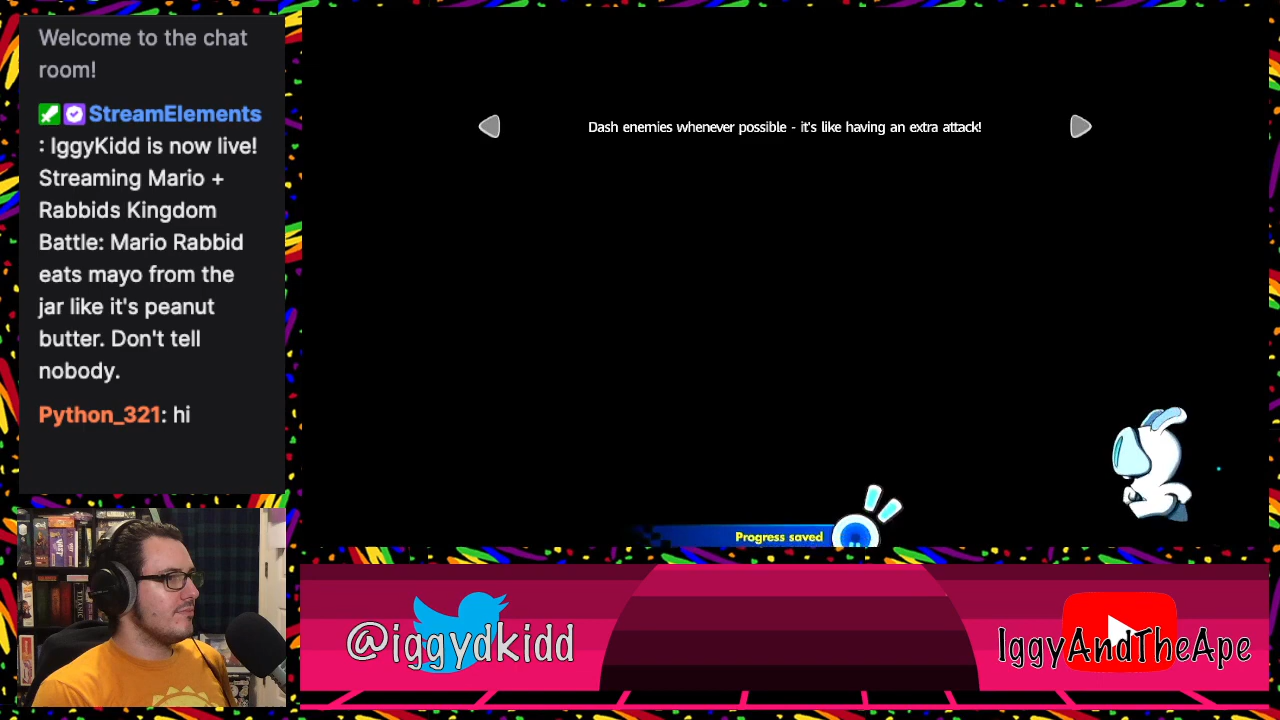 Welcome to the chat
room!
StreamElements
: IggyKidd is now live!
Streaming Mario +
Rabbids Kingdom
Battle: Mario Rabbid
eats mayo from the
jar like it's peanut
butter. Don't tell
nobody.
Python_321: hi
Dash enemies whenever possible - it's like having an extra attack!
Progress saved
@iggydkidd
IggyAndTheApe
TITANIC